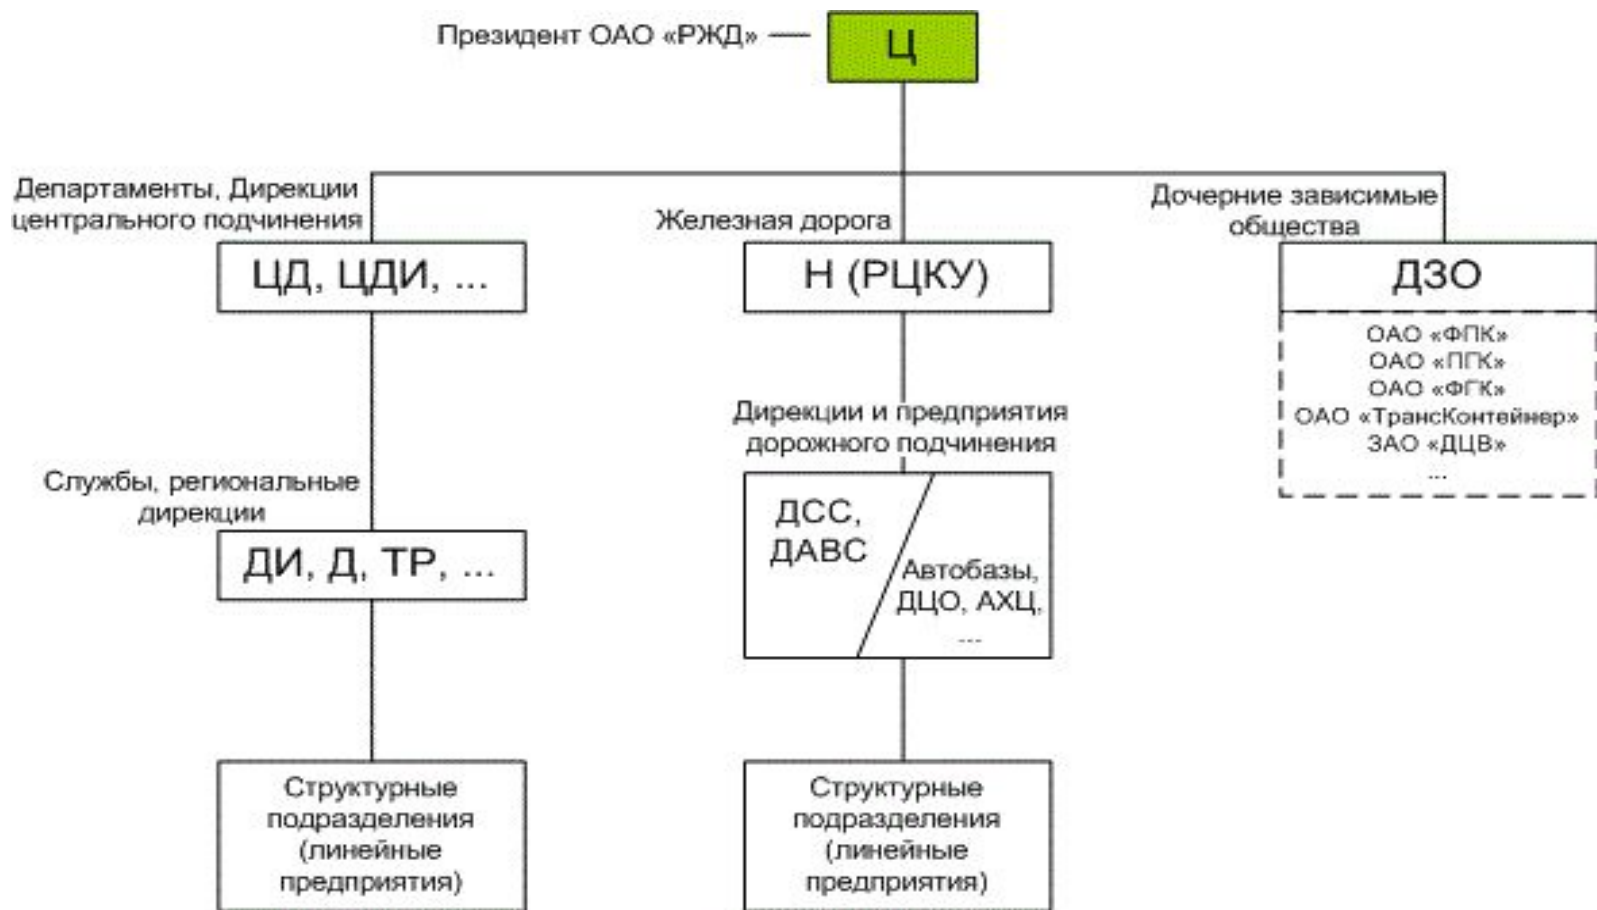 Президент ОАО «РЖД»
Ц
Департаменты, Дирекции
центрального подчинения
ЦД, ЦДИ, ...
Службы, региональные
дирекции
ДИ, Д, ТР, ...
Структурные
подразделения
(линейные
предприятия)
Железная дорога
Н (РЦКУ)
Дирекции и предприятия
дорожного подчинения
ДСС,
ДАВС
Автобазы,
ДЦО, АХЦ,
...
Структурные
подразделения
(линейные
предприятия)
Дочерние зависимые
общества
ДЗО
ОАО «ФПК»
ОАО «ПГК»
ОАО «ФГК»
ОАО «ТрансКонтейнер»
ЗАО «ДЦВ»
...